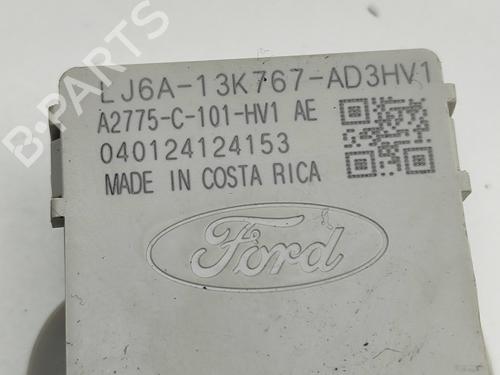 LJ6A-13K767-AD3HV1
A2775-C-101-HV1 AE
040124124153
MADE IN COSTA RICA
Ford
B-PARTS